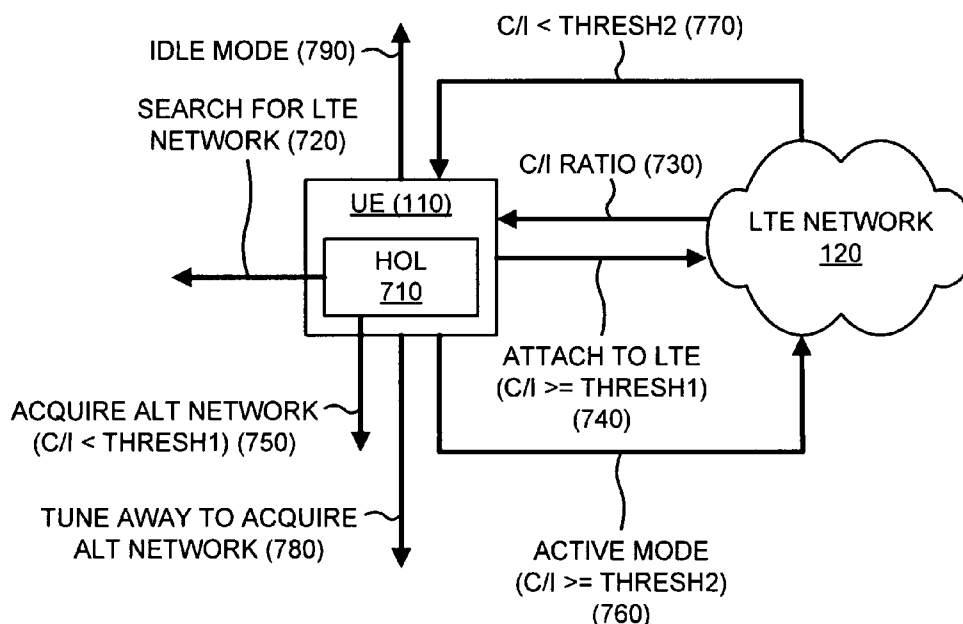 C/I < THRESH2 (770)
IDLE MODE (790)
SEARCH FOR LTE
NETWORK (720)
C/I RATIO (730)
UE (110)
HOL
710
LTE NETWORK
120
ATTACH TO LTE
(C/I >= THRESH1)
(740)
ACQUIRE ALT NETWORK
(C/I < THRESH1) (750)
TUNE AWAY TO ACQUIRE
ALT NETWORK (780)
ACTIVE MODE
(C/I >= THRESH2)
(760)